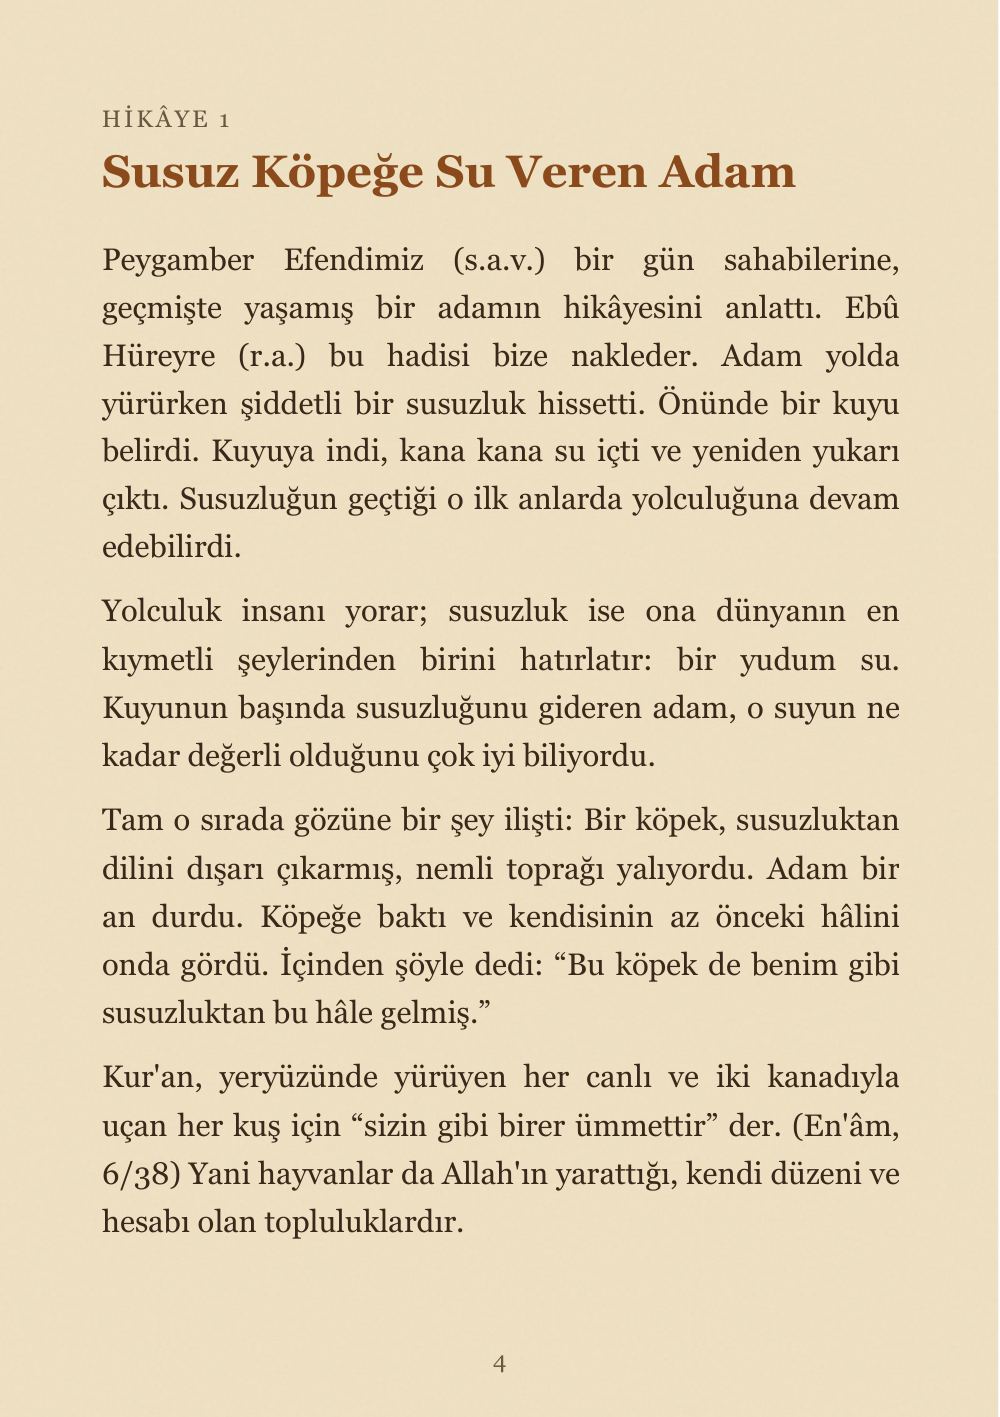 HİKÂYE 1
Susuz Köpeğe Su Veren Adam
Peygamber Efendimiz (s.a.v.) bir gün sahabilerine,
geçmişte yaşamış bir adamın hikâyesini anlattı. Ebû
Hüreyre (r.a.) bu hadisi bize nakleder. Adam yolda
yürürken şiddetli bir susuzluk hissetti. Önünde bir kuyu
belirdi. Kuyuya indi, kana kana su içti ve yeniden yukarı
çıktı. Susuzluğun geçtiği o ilk anlarda yolculuğuna devam
edebilirdi.
Yolculuk insanı yorar; susuzluk ise ona dünyanın en
kıymetli şeylerinden birini hatırlatır: bir yudum su.
Kuyunun başında susuzluğunu gideren adam, o suyun ne
kadar değerli olduğunu çok iyi biliyordu.
Tam o sırada gözüne bir şey ilişti: Bir köpek, susuzluktan
dilini dışarı çıkarmış, nemli toprağı yalıyordu. Adam bir
an durdu. Köpeğe baktı ve kendisinin az önceki hâlini
onda gördü. İçinden şöyle dedi: “Bu köpek de benim gibi
susuzluktan bu hâle gelmiş.”
Kur'an, yeryüzünde yürüyen her canlı ve iki kanadıyla
uçan her kuş için “sizin gibi birer ümmettir” der. (En'âm,
6/38) Yani hayvanlar da Allah'ın yarattığı, kendi düzeni ve
hesabı olan topluluklardır.
4